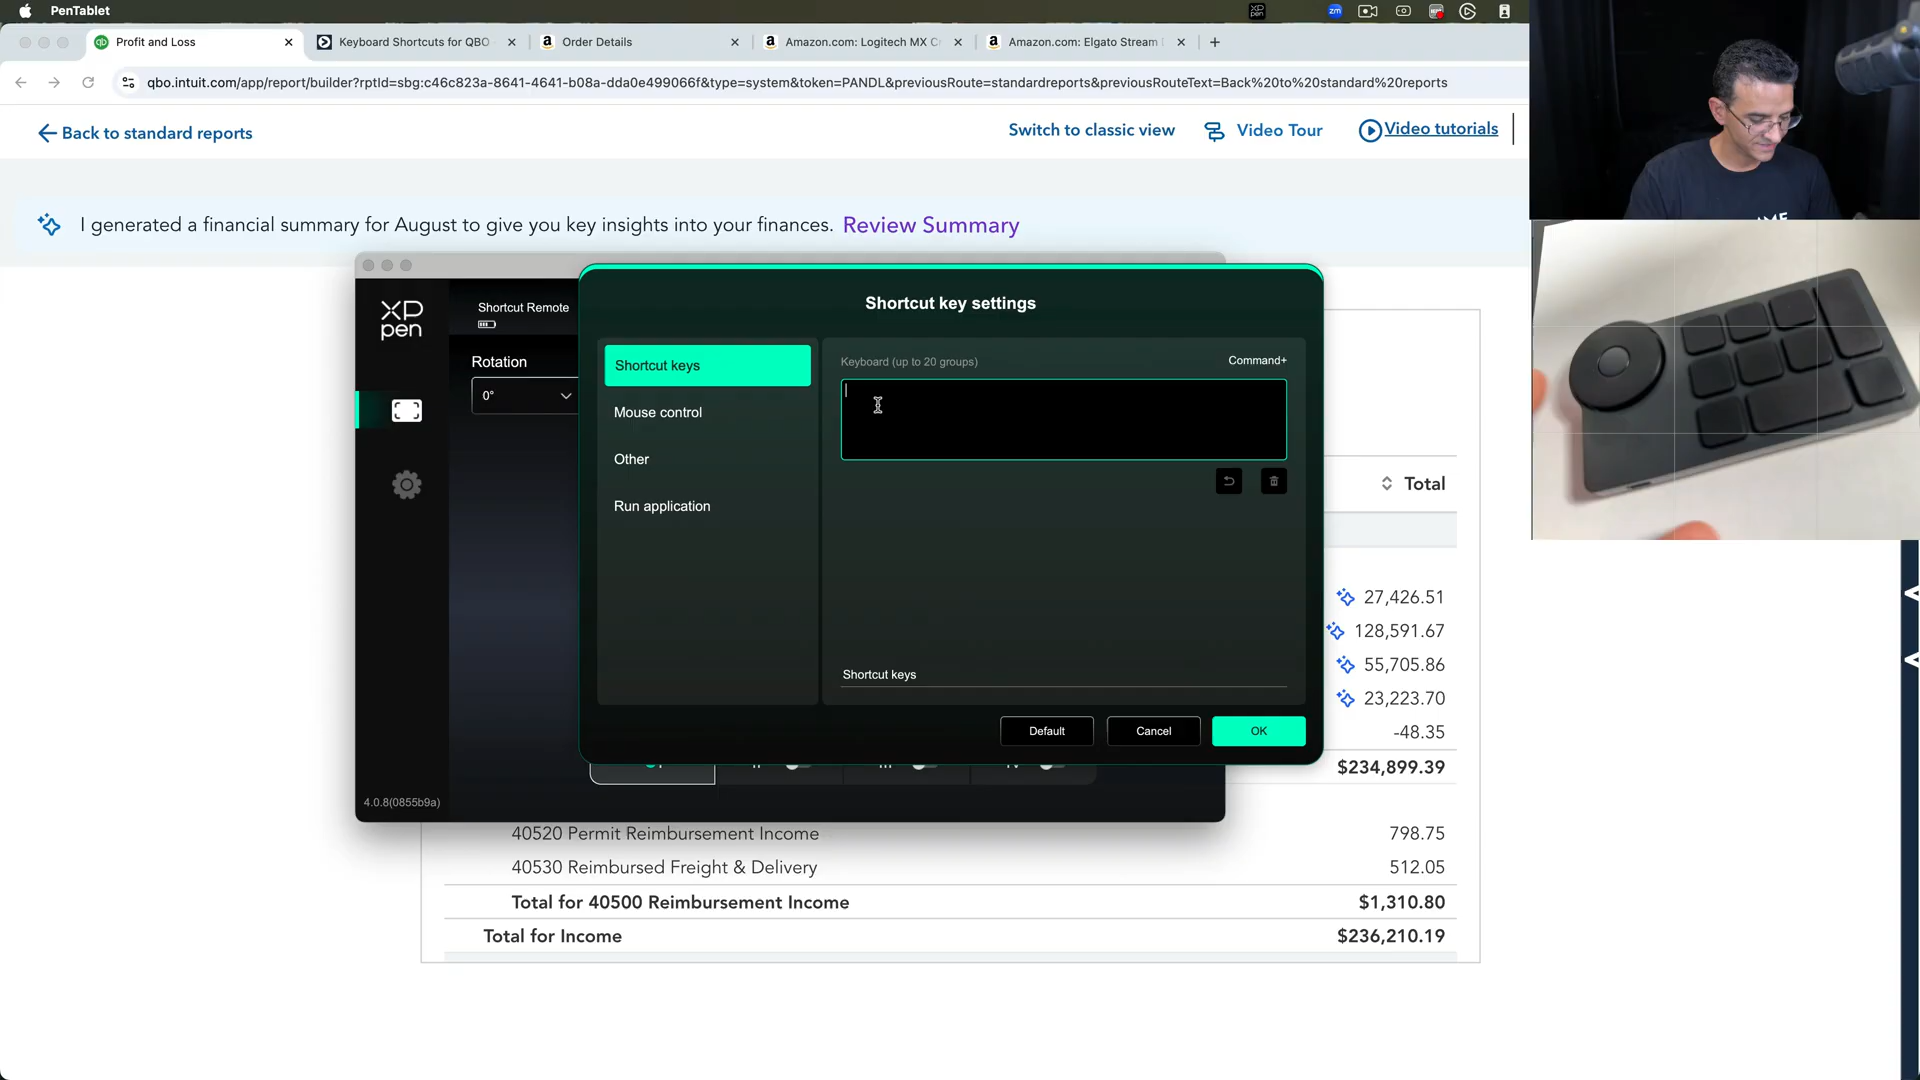 PenTablet
XP pen
zm
Profit and Loss
Keyboard Shortcuts for QBO
Order Details
Amazon.com: Logitech MX C
Amazon.com: Elgato Stream
qbo.intuit.com/app/report/builder?rptId=sbg:c46c823a-8641-4641-b08a-dda0e499066f&type=system&token=PANDL&previousRoute=standardreports&previousRouteText=Back%20to%20standard%20reports
Back to standard reports
Switch to classic view
Video Tour
Video tutorials
I generated a financial summary for August to give you key insights into your finances. Review Summary
XP
pen
Shortcut Remote
Rotation
0°
4.0.8(0855b9a)
Shortcut key settings
Shortcut keys
Mouse control
Other
Run application
Keyboard (up to 20 groups)
Command+
Shortcut keys
Default
Cancel
OK
Total
27,426.51
128,591.67
55,705.86
23,223.70
-48.35
$234,899.39
40520 Permit Reimbursement Income 798.75
40530 Reimbursed Freight & Delivery 512.05
Total for 40500 Reimbursement Income $1,310.80
Total for Income $236,210.19